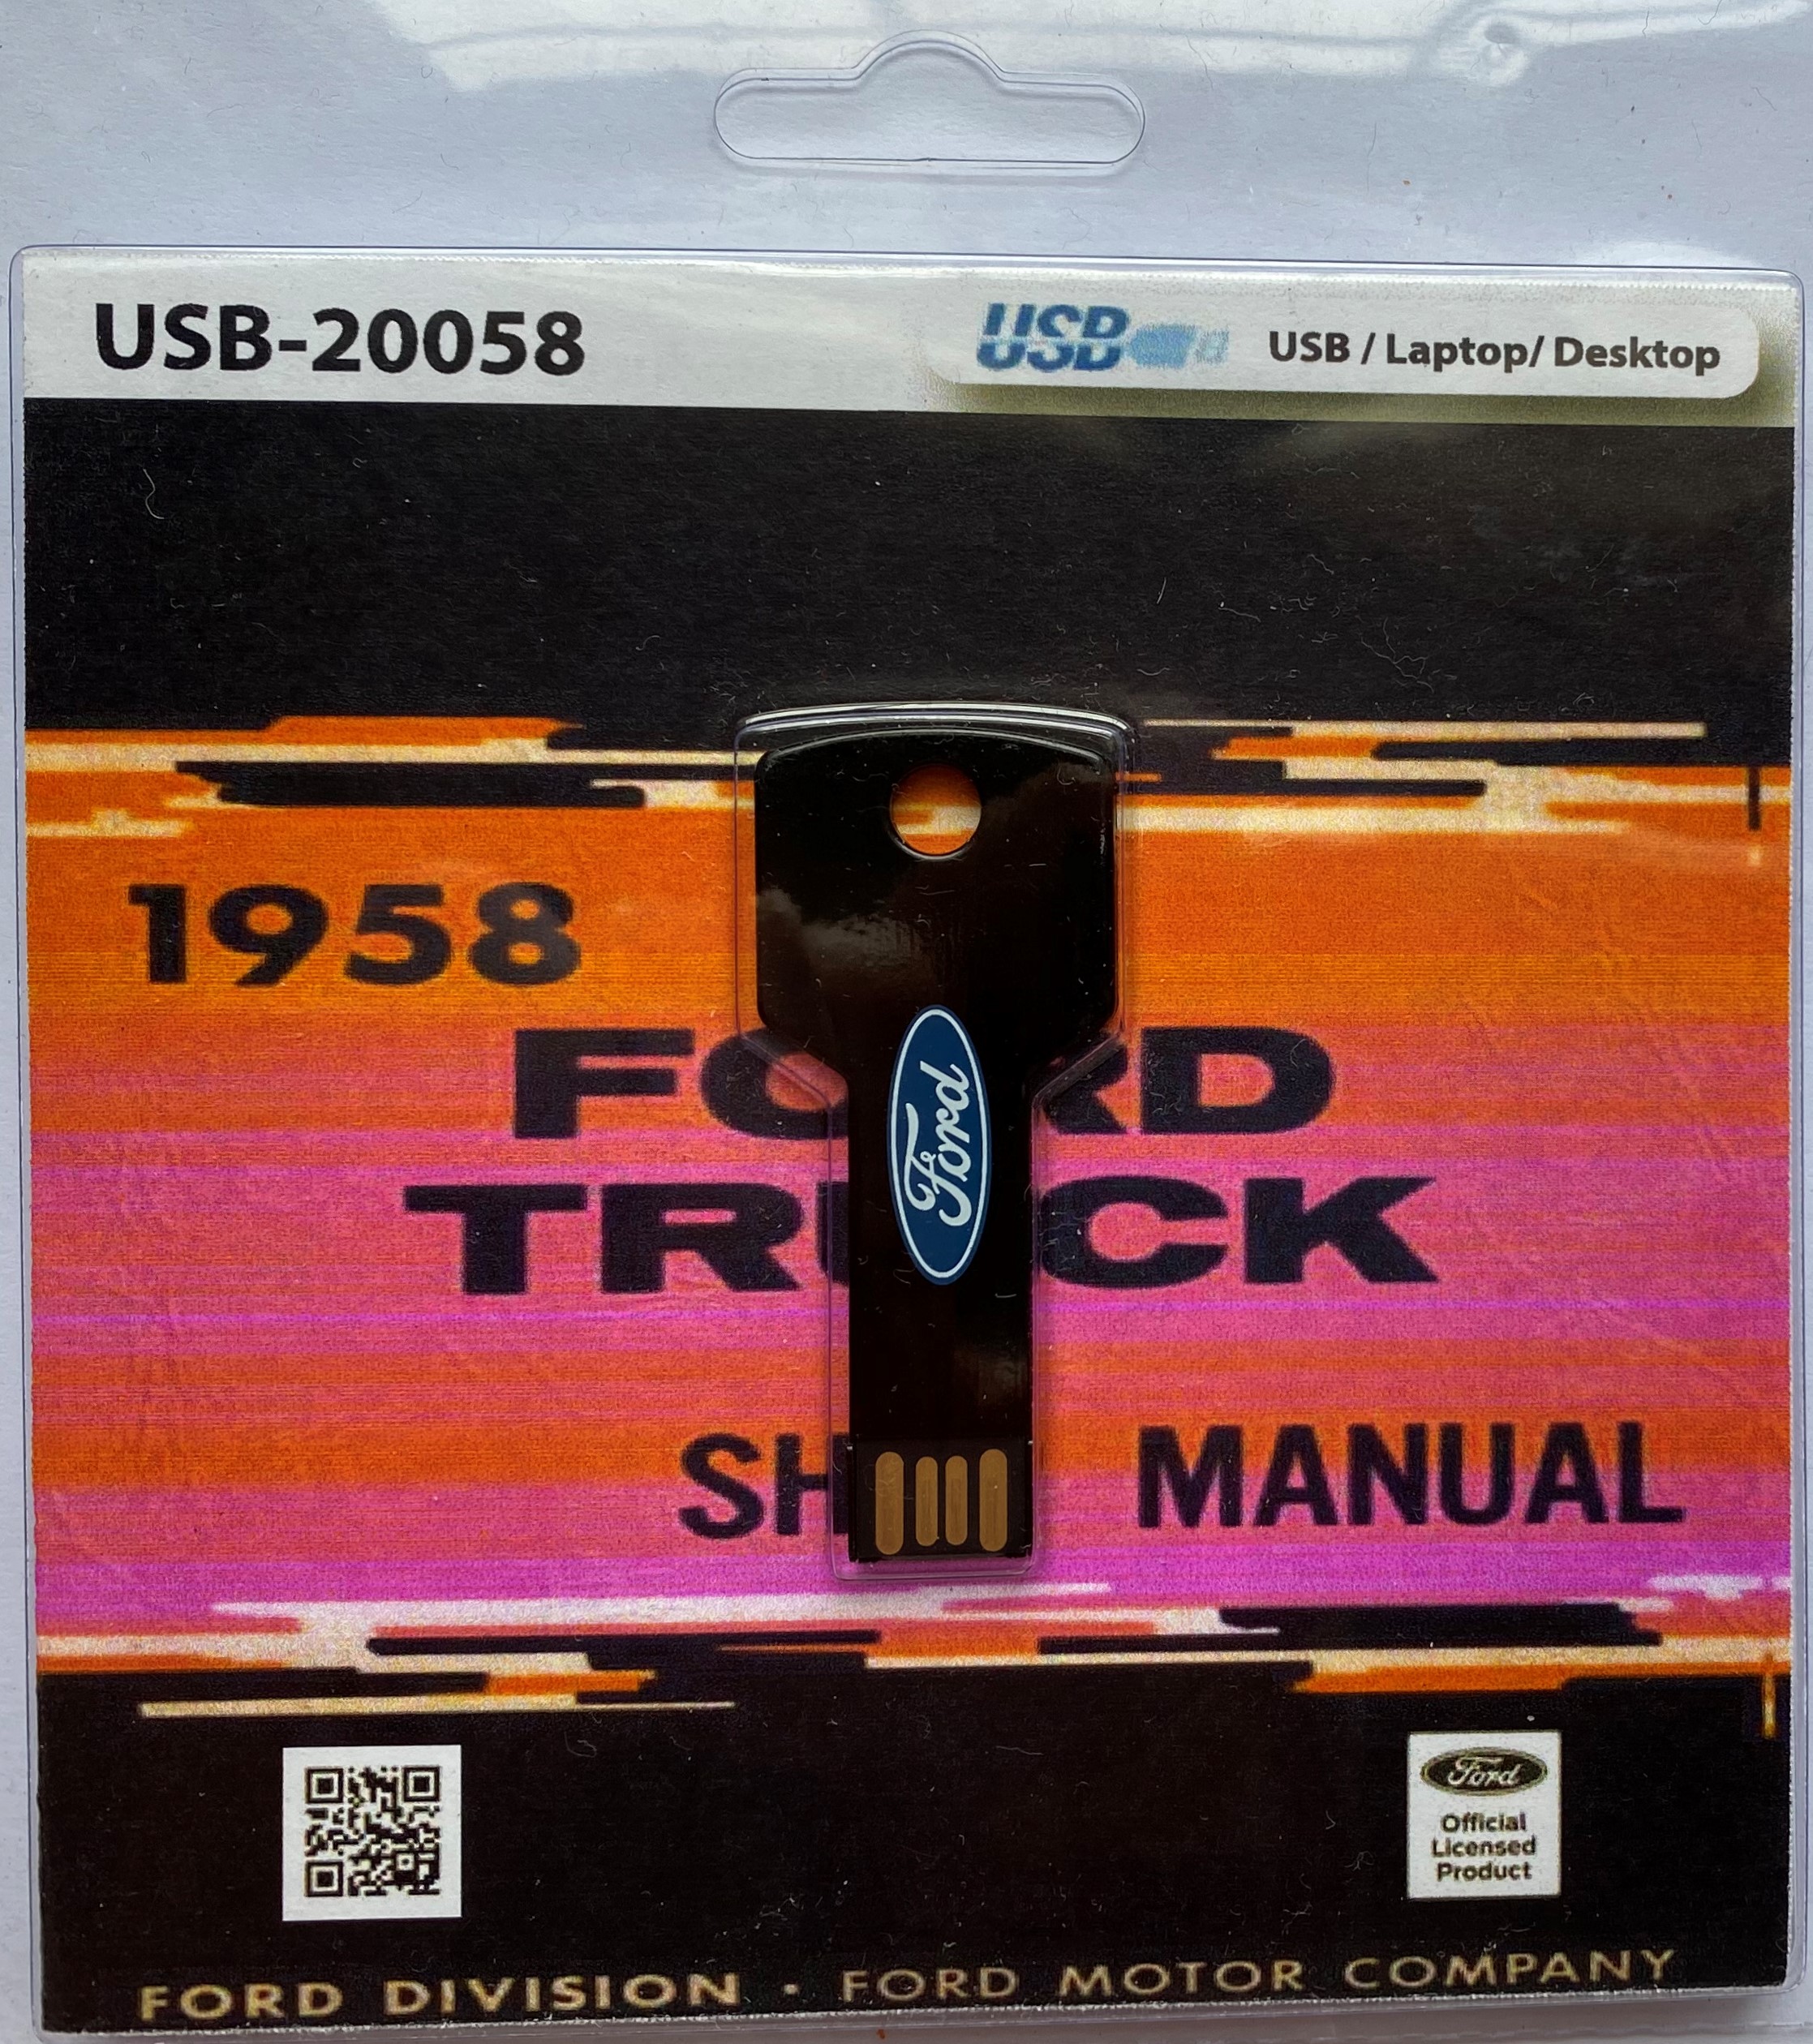 USB-20058
USB USB / Laptop/ Desktop
1958
FORD
TRUCK
SH MANUAL
Ford
Ford
Official
Licensed
Product
FORD DIVISION · FORD MOTOR COMPANY